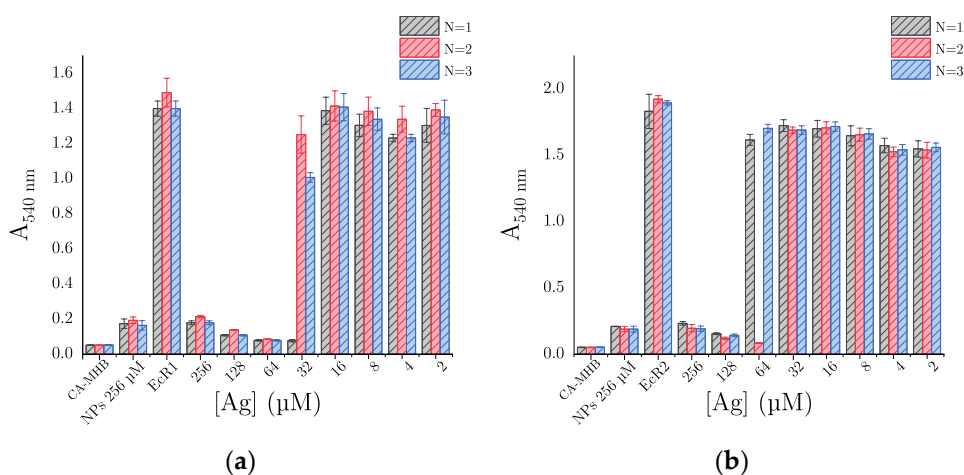 N=1
N=2
N=3
1.6
1.4
1.2
1.0
0.8
0.6
0.4
0.2
0.0
A540 nm
CA-MHB
NPs 256 µM
EcR1
256
128
64
32
16
8
4
2
[Ag] (µM)
(a)
N=1
N=2
N=3
2.0
1.5
1.0
0.5
0.0
A540 nm
CA-MHB
NPs 256 µM
EcR2
256
128
64
32
16
8
4
2
[Ag] (µM)
(b)